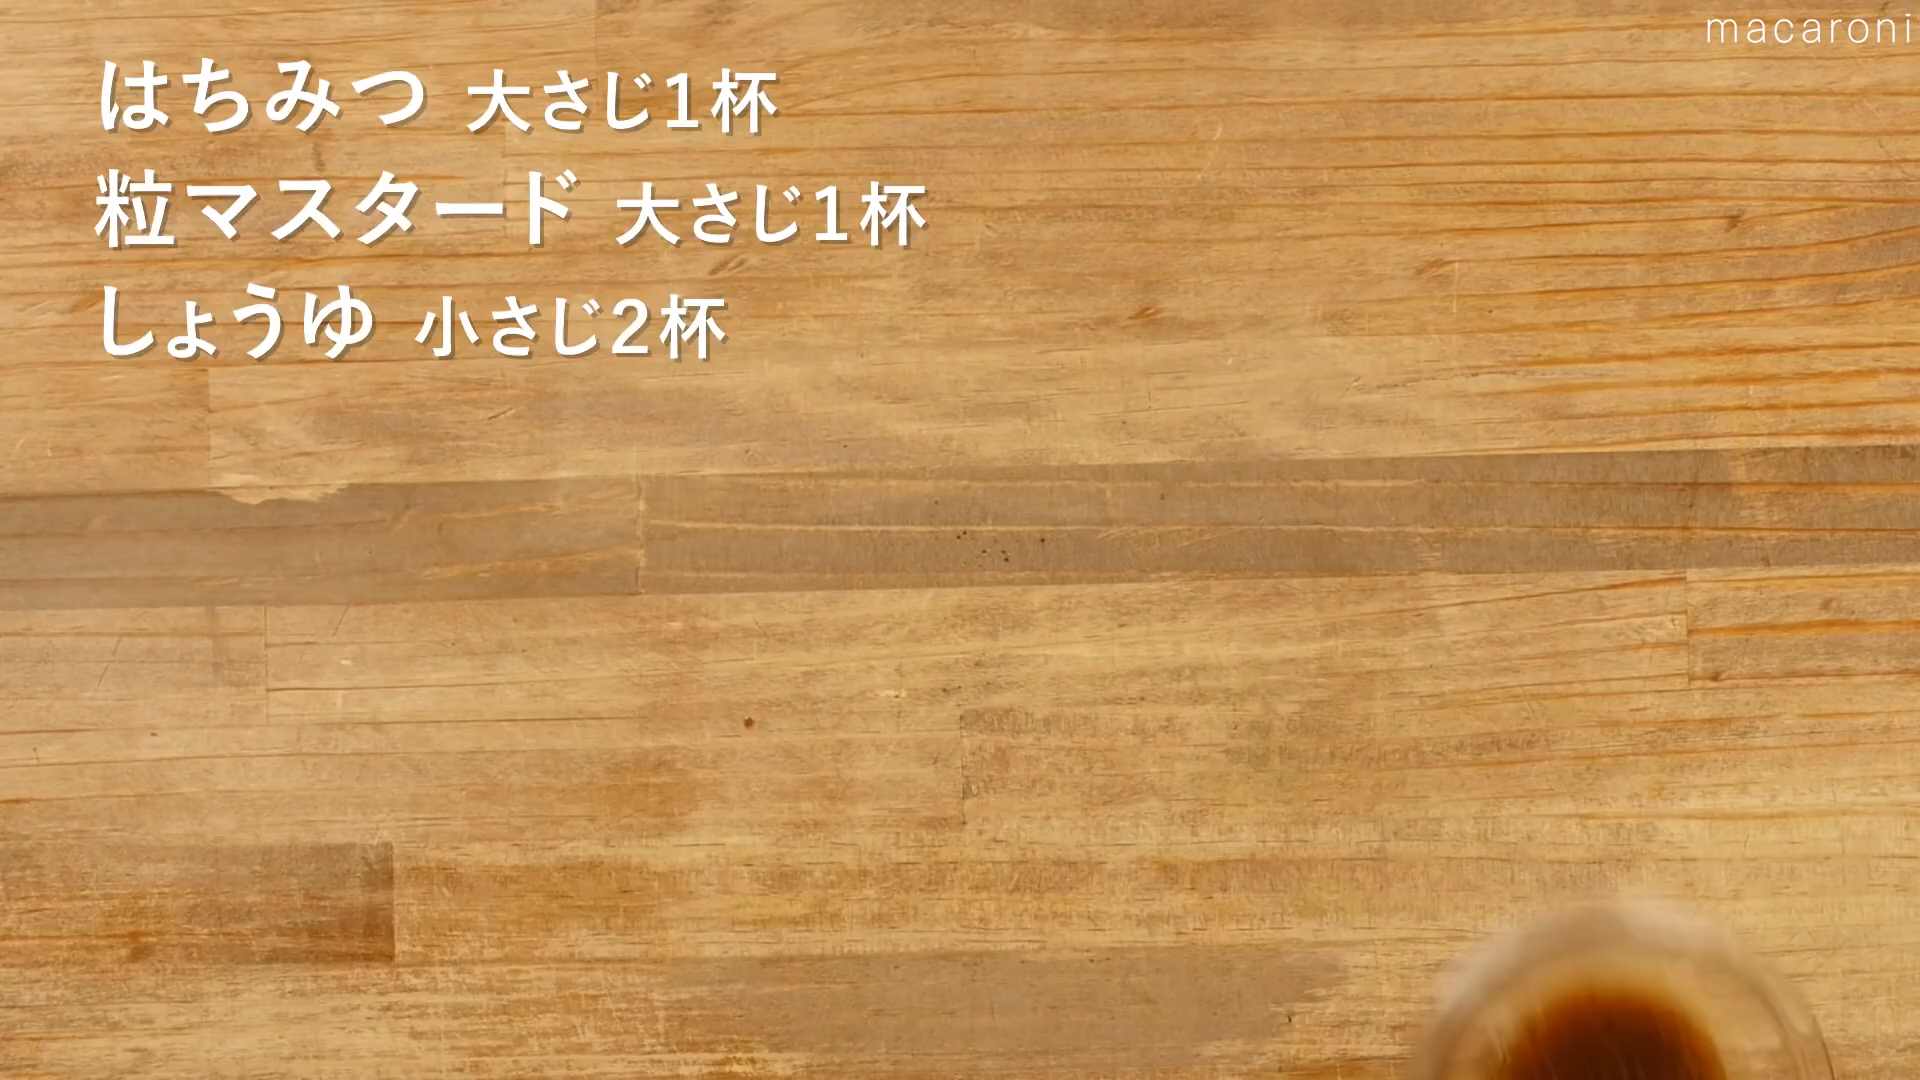 macaroni
はちみつ 大さじ1杯
粒マスタード 大さじ1杯
しょうゆ 小さじ2杯